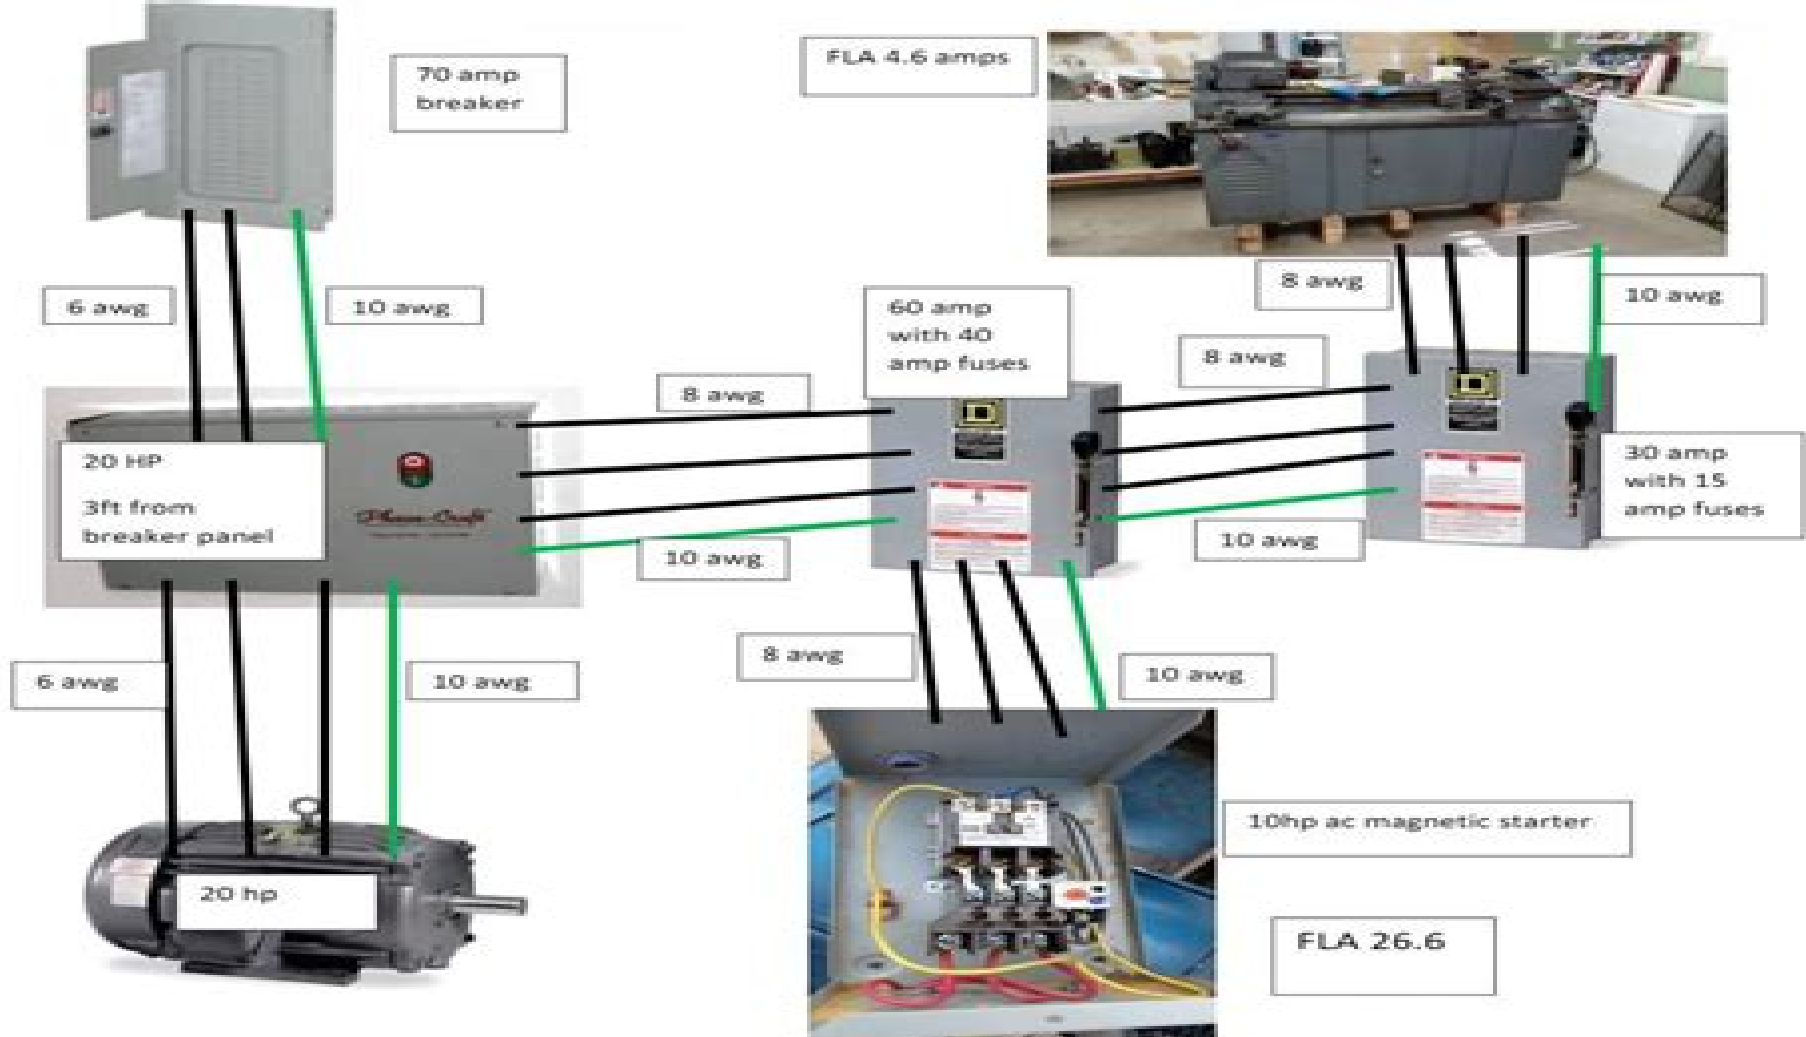 70 amp
breaker
FLA 4.6 amps
6 awg
10 awg
60 amp
with 40
amp fuses
8 awg
10 awg
8 awg
8 awg
20 HP
3ft from
breaker panel
Phase-Craft
30 amp
with 15
amp fuses
10 awg
10 awg
6 awg
10 awg
8 awg
10 awg
20 hp
10hp ac magnetic starter
FLA 26.6